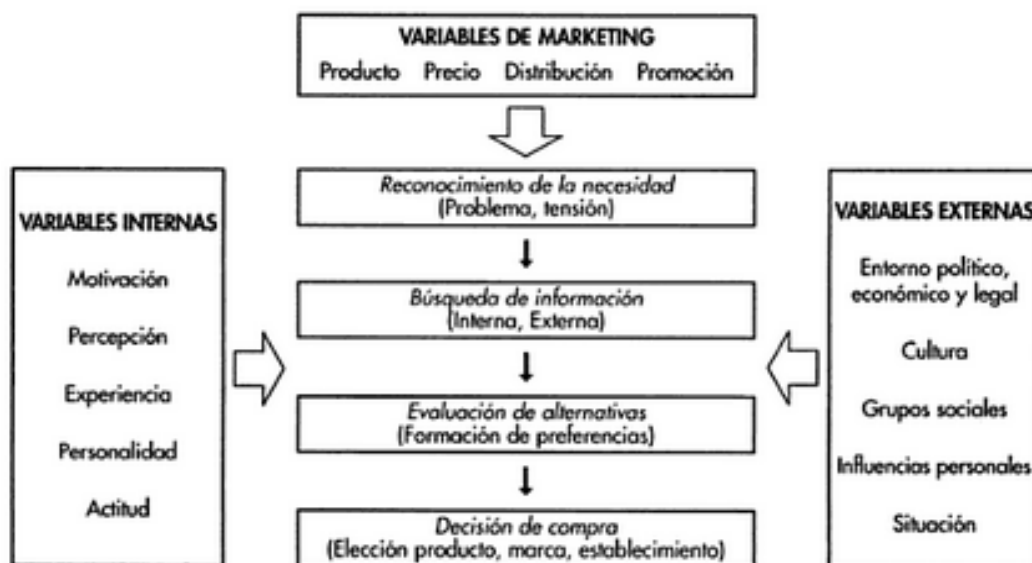 VARIABLES DE MARKETING
Producto Precio Distribución Promoción
Reconocimiento de la necesidad
(Problema, tensión)
Búsqueda de información
(Interna, Externa)
Evaluación de alternativas
(Formación de preferencias)
Decisión de compra
(Elección producto, marca, establecimiento)
VARIABLES INTERNAS
Motivación
Percepción
Experiencia
Personalidad
Actitud
VARIABLES EXTERNAS
Entorno político,
económico y legal
Cultura
Grupos sociales
Influencias personales
Situación